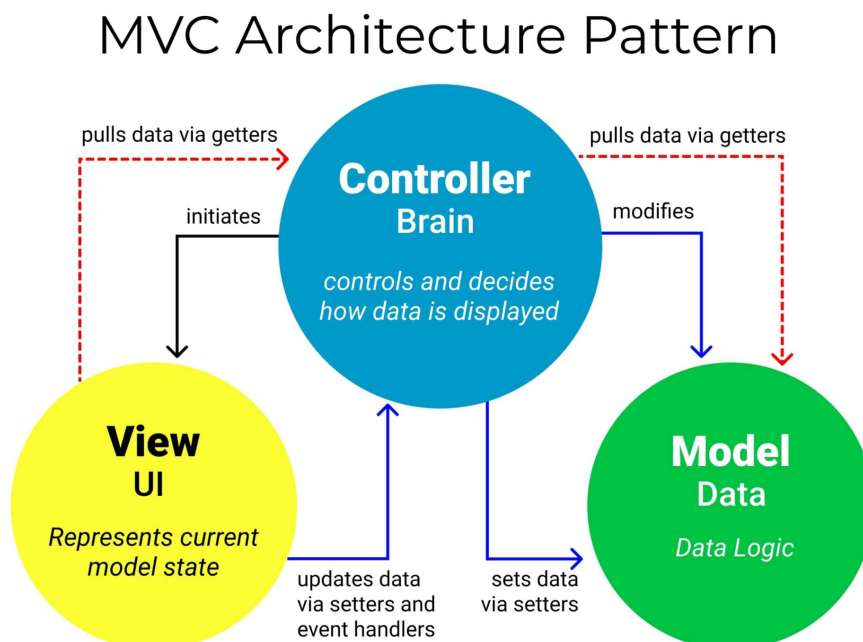 MVC Architecture Pattern
pulls data via getters
pulls data via getters
Controller
Brain
initiates
modifies
controls and decides
how data is displayed
View
UI
Represents current
model state
Model
Data
Data Logic
updates data
via setters and
event handlers
sets data
via setters